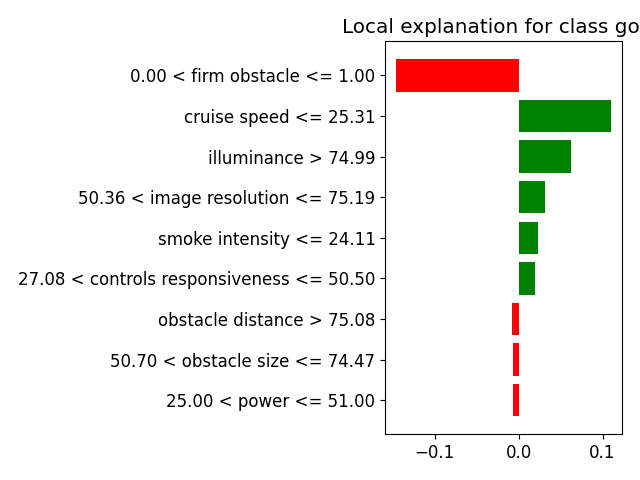 Local explanation for class go
0.00 < firm obstacle <= 1.00
cruise speed <= 25.31
illuminance > 74.99
50.36 < image resolution <= 75.19
smoke intensity <= 24.11
27.08 < controls responsiveness <= 50.50
obstacle distance > 75.08
50.70 < obstacle size <= 74.47
25.00 < power <= 51.00
−0.1 0.0 0.1